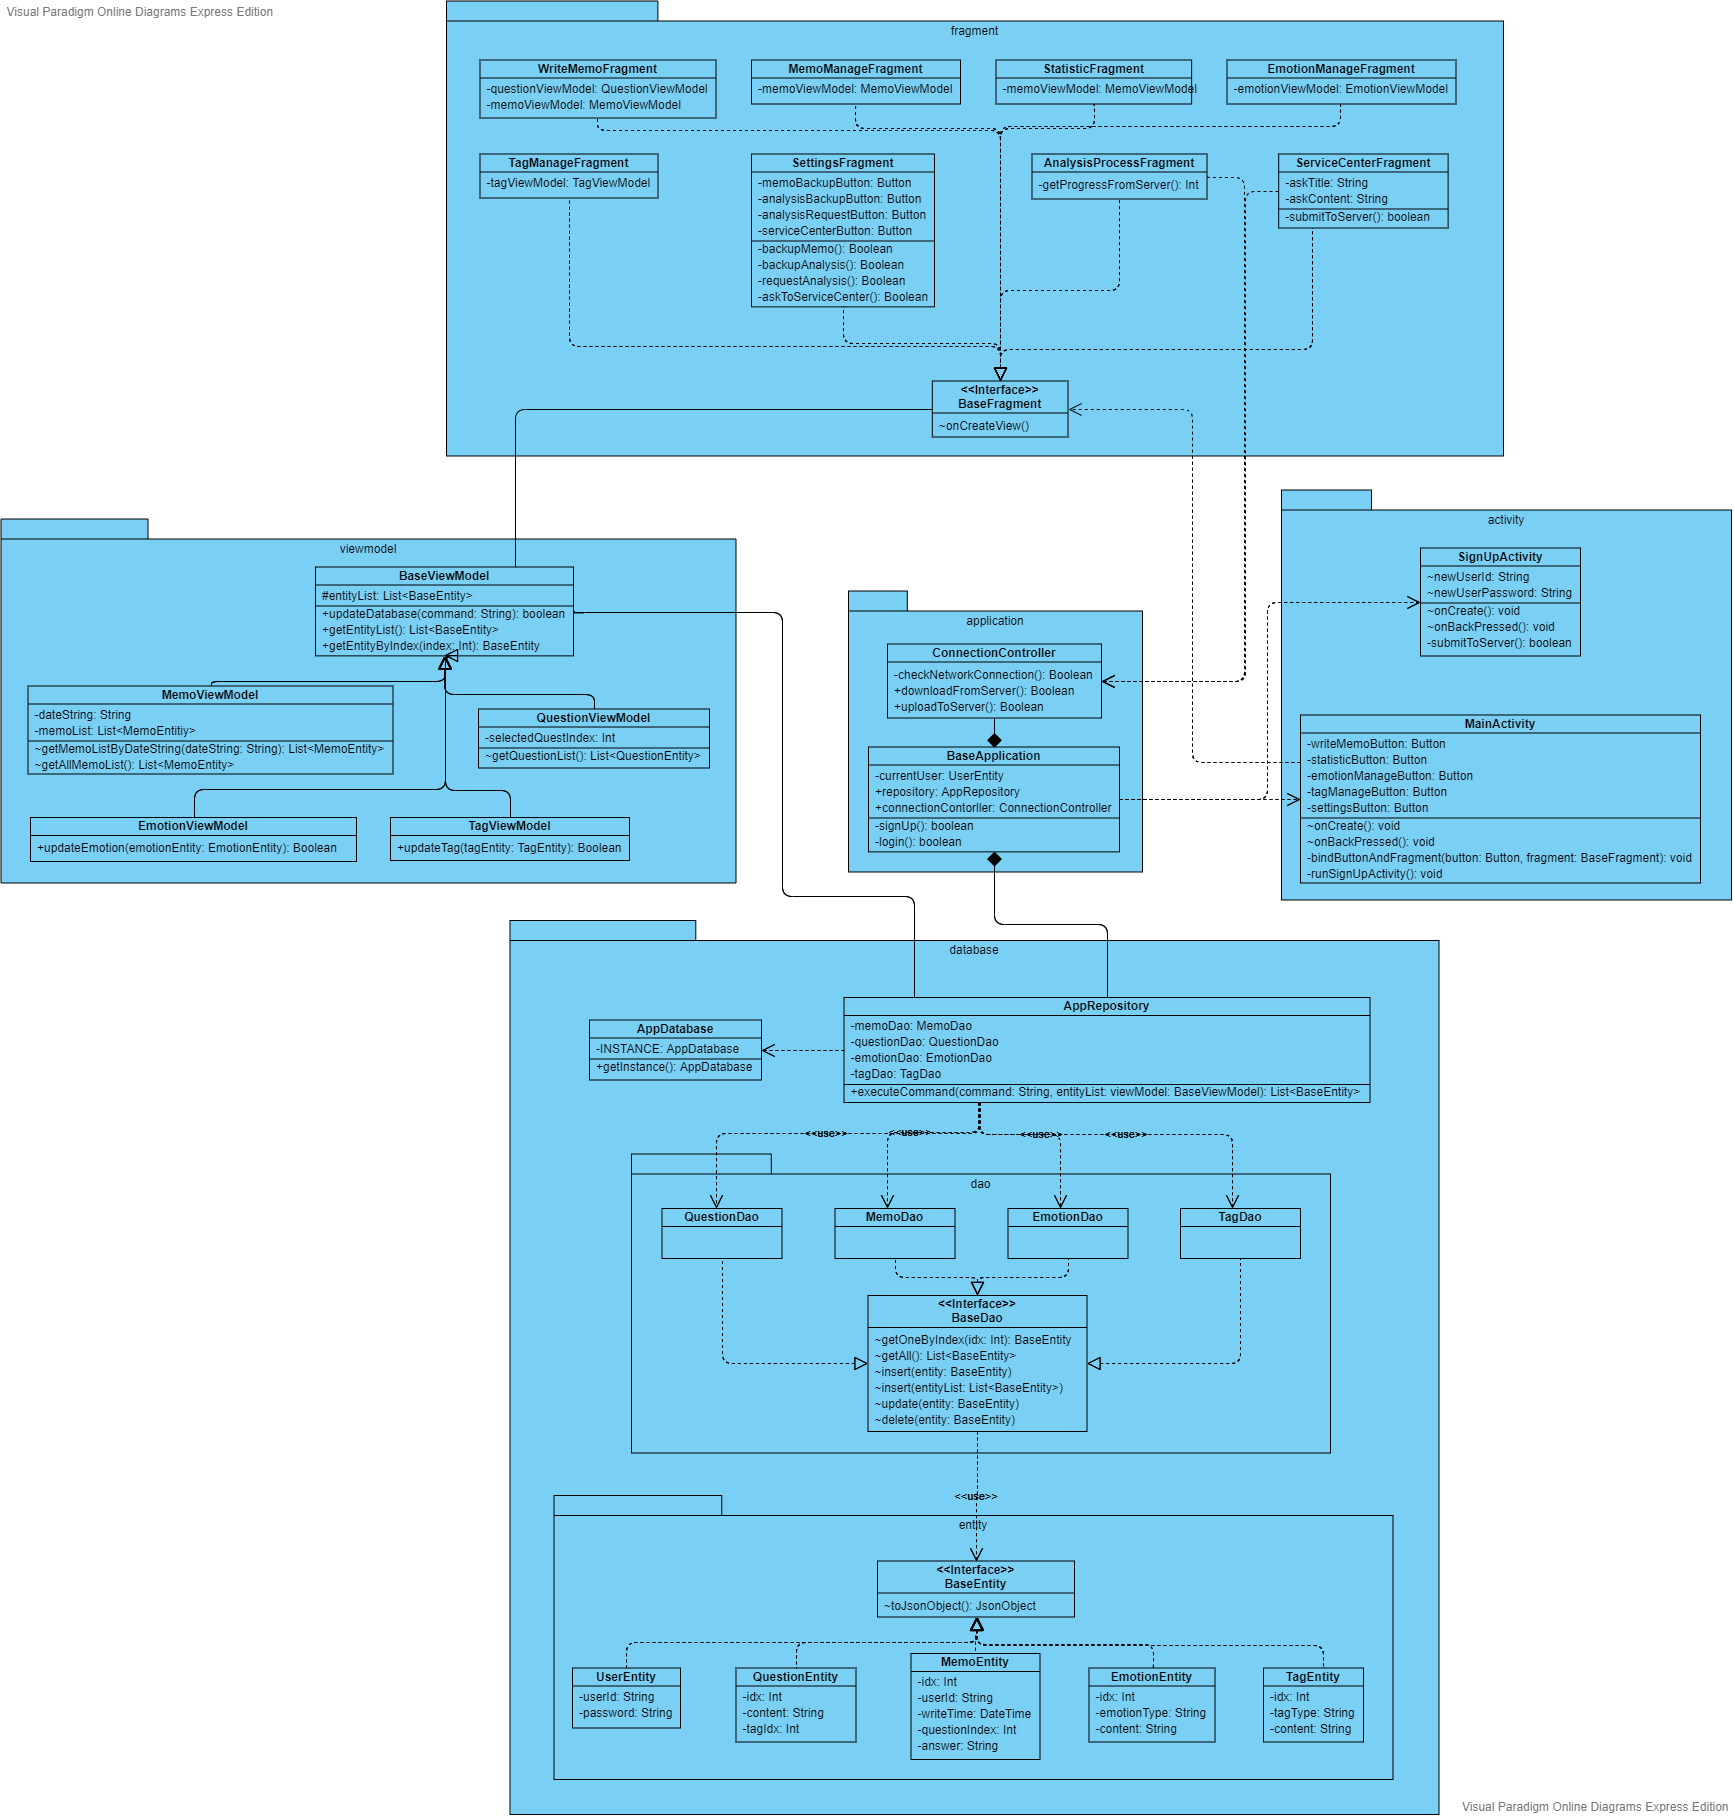 Visual Paradigm Online Diagrams Express Edition
fragment
WriteMemoFragment
-questionViewModel: QuestionViewModel
-memoViewModel: MemoViewModel
MemoManageFragment
-memoViewModel: MemoViewModel
StatisticFragment
-memoViewModel: MemoViewModel
EmotionManageFragment
-emotionViewModel: EmotionViewModel
TagManageFragment
-tagViewModel: TagViewModel
SettingsFragment
-memoBackupButton: Button
-analysisBackupButton: Button
-analysisRequestButton: Button
-serviceCenterButton: Button
-backupMemo(): Boolean
-backupAnalysis(): Boolean
-requestAnalysis(): Boolean
-askToServiceCenter(): Boolean
AnalysisProcessFragment
-getProgressFromServer(): Int
ServiceCenterFragment
-askTitle: String
-askContent: String
-submitToServer(): boolean
<<Interface>>
BaseFragment
~onCreateView()
viewmodel
BaseViewModel
#entityList: List<BaseEntity>
+updateDatabase(command: String): boolean
+getEntityList(): List<BaseEntity>
+getEntityByIndex(index: Int): BaseEntity
MemoViewModel
-dateString: String
-memoList: List<MemoEntitiy>
~getMemoListByDateString(dateString: String): List<MemoEntity>
~getAllMemoList(): List<MemoEntity>
QuestionViewModel
-selectedQuestIndex: Int
~getQuestionList(): List<QuestionEntity>
EmotionViewModel
+updateEmotion(emotionEntity: EmotionEntity): Boolean
TagViewModel
+updateTag(tagEntity: TagEntity): Boolean
application
ConnectionController
-checkNetworkConnection(): Boolean
+downloadFromServer(): Boolean
+uploadToServer(): Boolean
BaseApplication
-currentUser: UserEntity
+repository: AppRepository
+connectionContorller: ConnectionController
-signUp(): boolean
-login(): boolean
activity
SignUpActivity
~newUserId: String
~newUserPassword: String
~onCreate(): void
~onBackPressed(): void
-submitToServer(): boolean
MainActivity
-writeMemoButton: Button
-statisticButton: Button
-emotionManageButton: Button
-tagManageButton: Button
-settingsButton: Button
~onCreate(): void
~onBackPressed(): void
-bindButtonAndFragment(button: Button, fragment: BaseFragment): void
-runSignUpActivity(): void
database
AppRepository
-memoDao: MemoDao
-questionDao: QuestionDao
-emotionDao: EmotionDao
-tagDao: TagDao
+executeCommand(command: String, entityList: viewModel: BaseViewModel): List<BaseEntity>
AppDatabase
-INSTANCE: AppDatabase
+getInstance(): AppDatabase
<<use>>
<<use>>
<<use>>
<<use>>
dao
QuestionDao
MemoDao
EmotionDao
TagDao
<<Interface>>
BaseDao
~getOneByIndex(idx: Int): BaseEntity
~getAll(): List<BaseEntity>
~insert(entity: BaseEntity)
~insert(entityList: List<BaseEntity>)
~update(entity: BaseEntity)
~delete(entity: BaseEntity)
<<use>>
entity
<<Interface>>
BaseEntity
~toJsonObject(): JsonObject
UserEntity
-userId: String
-password: String
QuestionEntity
-idx: Int
-content: String
-tagIdx: Int
MemoEntity
-idx: Int
-userId: String
-writeTime: DateTime
-questionIndex: Int
-answer: String
EmotionEntity
-idx: Int
-emotionType: String
-content: String
TagEntity
-idx: Int
-tagType: String
-content: String
Visual Paradigm Online Diagrams Express Edition